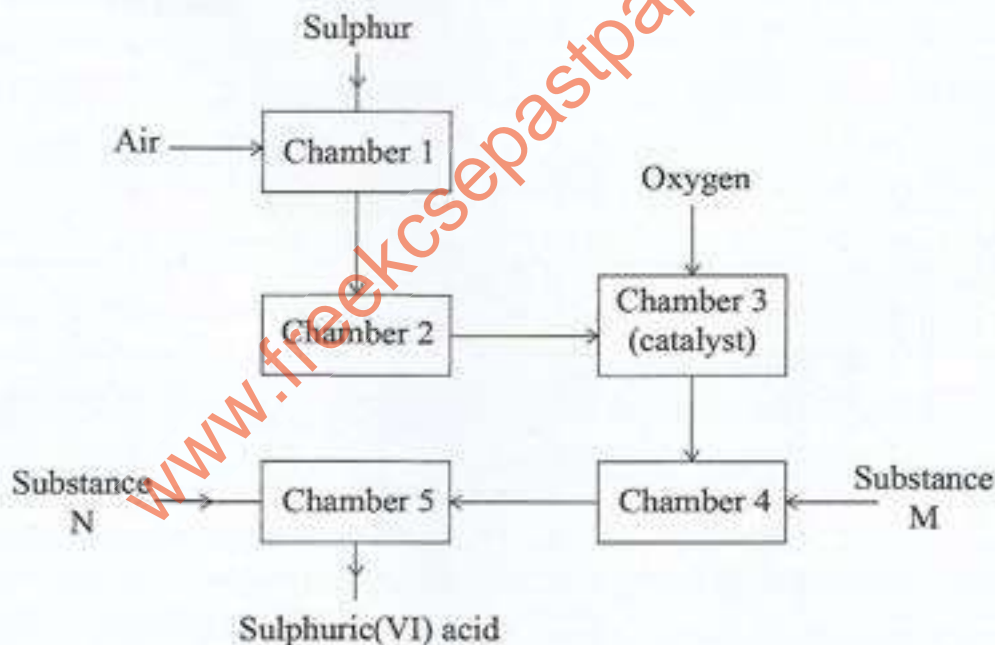 Sulphur
Air
Chamber 1
Oxygen
Chamber 2
Chamber 3
(catalyst)
Substance
N
Chamber 5
Chamber 4
Substance
M
Sulphuric(VI) acid
www.freekcsepastpap